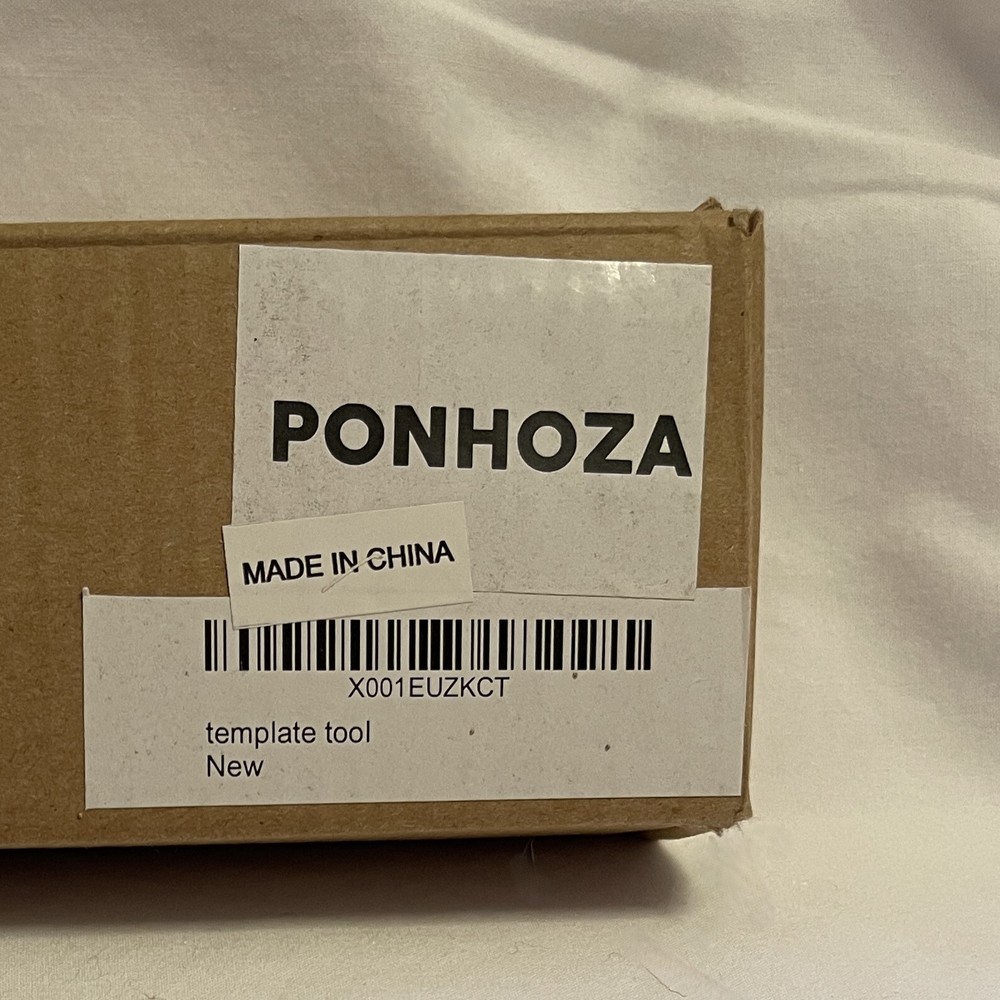 PONHOZA
MADE IN CHINA
X001EUZKCT
template tool
New